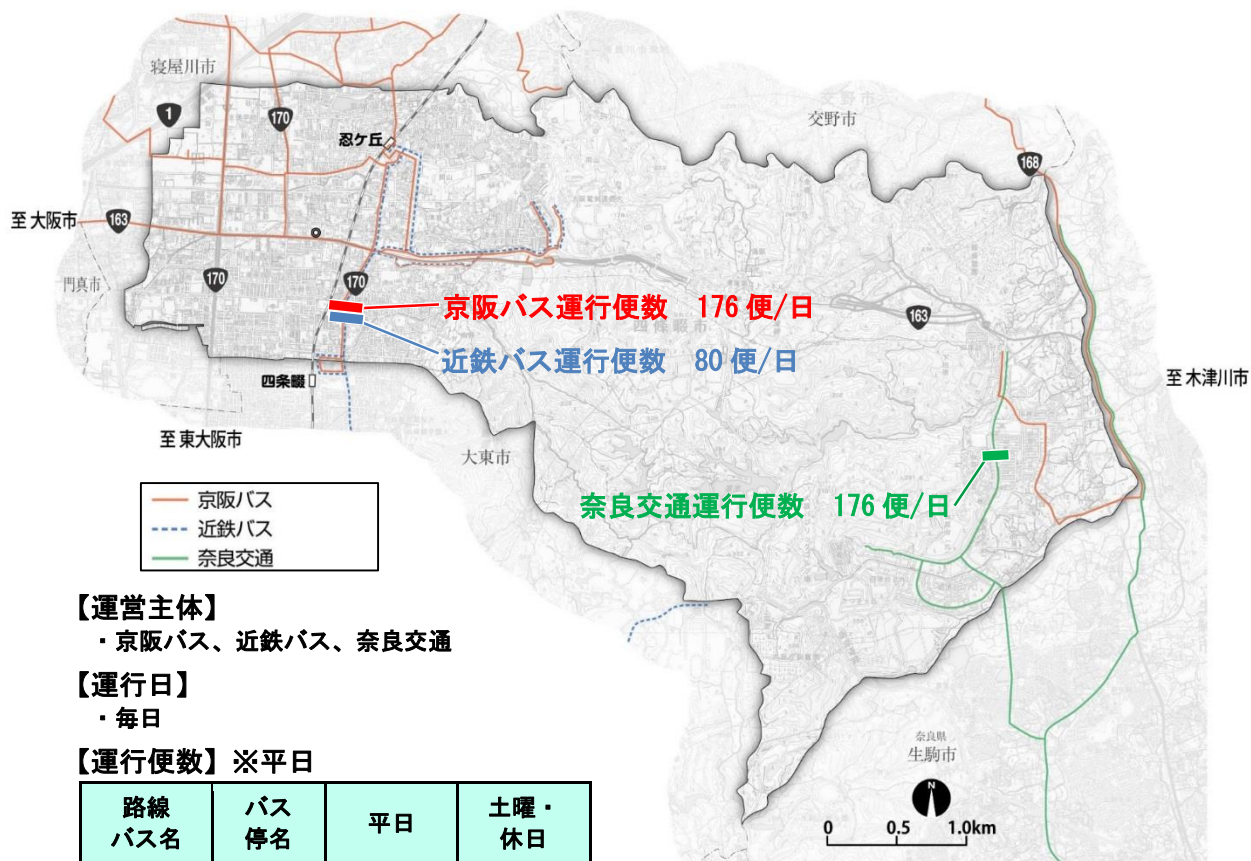 寝屋川市
交野市
1
170
忍ケ丘
168
至 大阪市
163
門真市
170
170
京阪バス運行便数 176 便/日
四條畷市
163
近鉄バス運行便数 80 便/日
四条畷
至 木津川市
至 東大阪市
大東市
奈良交通運行便数 176 便/日
京阪バス
近鉄バス
奈良交通
【運営主体】
・京阪バス、近鉄バス、奈良交通
【運行日】
・毎日
【運行便数】※平日
路線
バス名
バス
停名
平日
土曜・
休日
奈良県
生駒市
N
0 0.5 1.0km